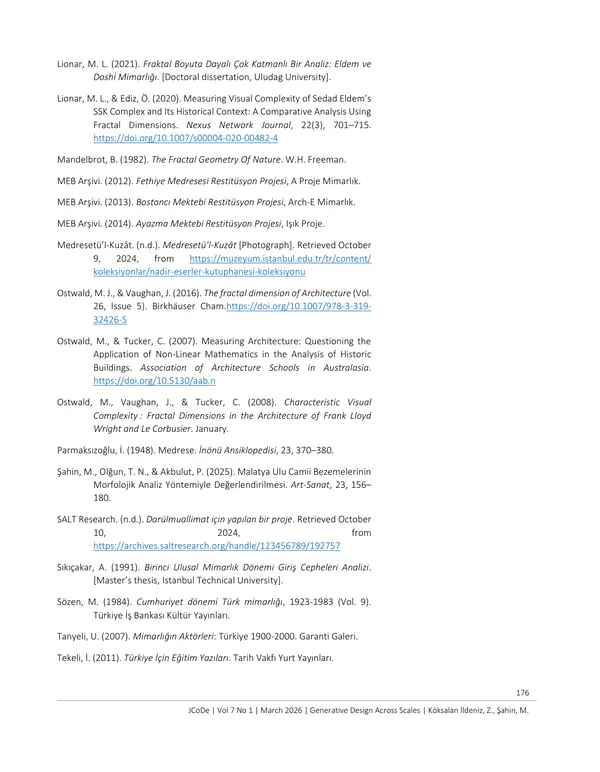 Lionar, M. L. (2021). Fraktal Boyuta Dayalı Çok Katmanlı Bir Analiz: Eldem ve
Doshi Mimarlığı. [Doctoral dissertation, Uludag University].
Lionar, M. L., & Ediz, Ö. (2020). Measuring Visual Complexity of Sedad Eldem's
SSK Complex and Its Historical Context: A Comparative Analysis Using
Fractal Dimensions. Nexus Network Journal, 22(3), 701–715.
https://doi.org/10.1007/s00004-020-00482-4
Mandelbrot, B. (1982). The Fractal Geometry Of Nature. W.H. Freeman.
MEB Arşivi. (2012). Fethiye Medresesi Restitüsyon Projesi, A Proje Mimarlık.
MEB Arşivi. (2013). Bostancı Mektebi Restitüsyon Projesi, Arch-E Mimarlık.
MEB Arşivi. (2014). Ayazma Mektebi Restitüsyon Projesi, Işık Proje.
Medresetü'l-Kuzât. (n.d.). Medresetü'l-Kuzât [Photograph]. Retrieved October
9, 2024, from https://muzeyum.istanbul.edu.tr/tr/content/
koleksiyonlar/nadir-eserler-kutuphanesi-koleksiyonu
Ostwald, M. J., & Vaughan, J. (2016). The fractal dimension of Architecture (Vol.
26, Issue 5). Birkhäuser Cham.https://doi.org/10.1007/978-3-319-
32426-5
Ostwald, M., & Tucker, C. (2007). Measuring Architecture: Questioning the
Application of Non-Linear Mathematics in the Analysis of Historic
Buildings. Association of Architecture Schools in Australasia.
https://doi.org/10.5130/aab.n
Ostwald, M., Vaughan, J., & Tucker, C. (2008). Characteristic Visual
Complexity : Fractal Dimensions in the Architecture of Frank Lloyd
Wright and Le Corbusier. January.
Parmaksızoğlu, İ. (1948). Medrese. İnönü Ansiklopedisi, 23, 370–380.
Şahin, M., Olğun, T. N., & Akbulut, P. (2025). Malatya Ulu Camii Bezemelerinin
Morfolojik Analiz Yöntemiyle Değerlendirilmesi. Art-Sanat, 23, 156–
180.
SALT Research. (n.d.). Darülmuallimat için yapılan bir proje. Retrieved October
10, 2024, from
https://archives.saltresearch.org/handle/123456789/192757
Sıkıçakar, A. (1991). Birinci Ulusal Mimarlık Dönemi Giriş Cepheleri Analizi.
[Master's thesis, Istanbul Technical University].
Sözen, M. (1984). Cumhuriyet dönemi Türk mimarlığı, 1923-1983 (Vol. 9).
Türkiye İş Bankası Kültür Yayınları.
Tanyeli, U. (2007). Mimarlığın Aktörleri: Türkiye 1900-2000. Garanti Galeri.
Tekeli, İ. (2011). Türkiye İçin Eğitim Yazıları. Tarih Vakfı Yurt Yayınları.
176
JCoDe | Vol 7 No 1 | March 2026 | Generative Design Across Scales | Köksalan İldeniz, Z., Şahin, M.